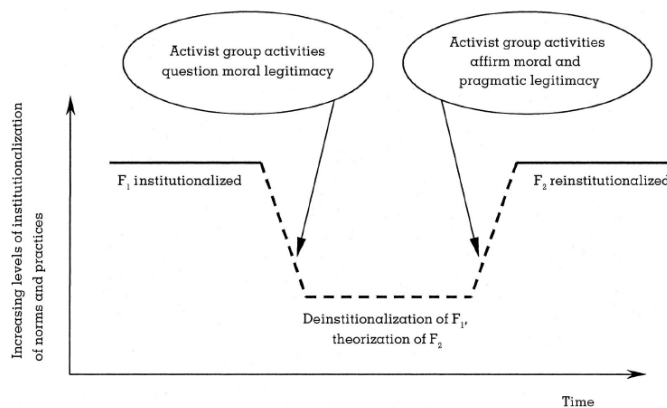 Activist group activities
question moral legitimacy
Activist group activities
affirm moral and
pragmatic legitimacy
Increasing levels of institutionalization
of norms and practices
F₁ institutionalized
F₂ reinstitutionalized
Deinstitionalization of F₁,
theorization of F₂
Time